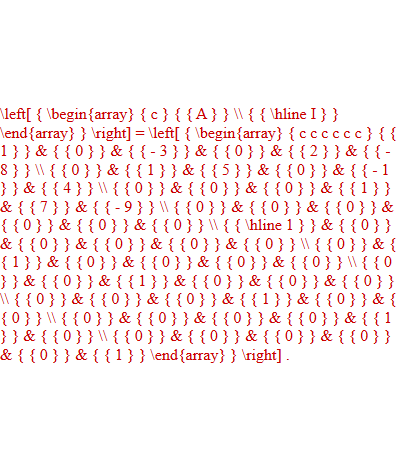 \left[ { \begin{array} { c } { { A } } \\ { { \hline I } }
\end{array} } \right] = \left[ { \begin{array} { c c c c c c } { {
1 } } & { { 0 } } & { { - 3 } } & { { 0 } } & { { 2 } } & { { -
8 } } \\ { { 0 } } & { { 1 } } & { { 5 } } & { { 0 } } & { { - 1
} } & { { 4 } } \\ { { 0 } } & { { 0 } } & { { 0 } } & { { 1 } }
& { { 7 } } & { { - 9 } } \\ { { 0 } } & { { 0 } } & { { 0 } } &
{ { 0 } } & { { 0 } } & { { 0 } } \\ { { \hline 1 } } & { { 0 } }
& { { 0 } } & { { 0 } } & { { 0 } } & { { 0 } } \\ { { 0 } } & {
{ 1 } } & { { 0 } } & { { 0 } } & { { 0 } } & { { 0 } } \\ { { 0
} } & { { 0 } } & { { 1 } } & { { 0 } } & { { 0 } } & { { 0 } }
\\ { { 0 } } & { { 0 } } & { { 0 } } & { { 1 } } & { { 0 } } & {
{ 0 } } \\ { { 0 } } & { { 0 } } & { { 0 } } & { { 0 } } & { { 1
} } & { { 0 } } \\ { { 0 } } & { { 0 } } & { { 0 } } & { { 0 } }
& { { 0 } } & { { 1 } } \end{array} } \right] .